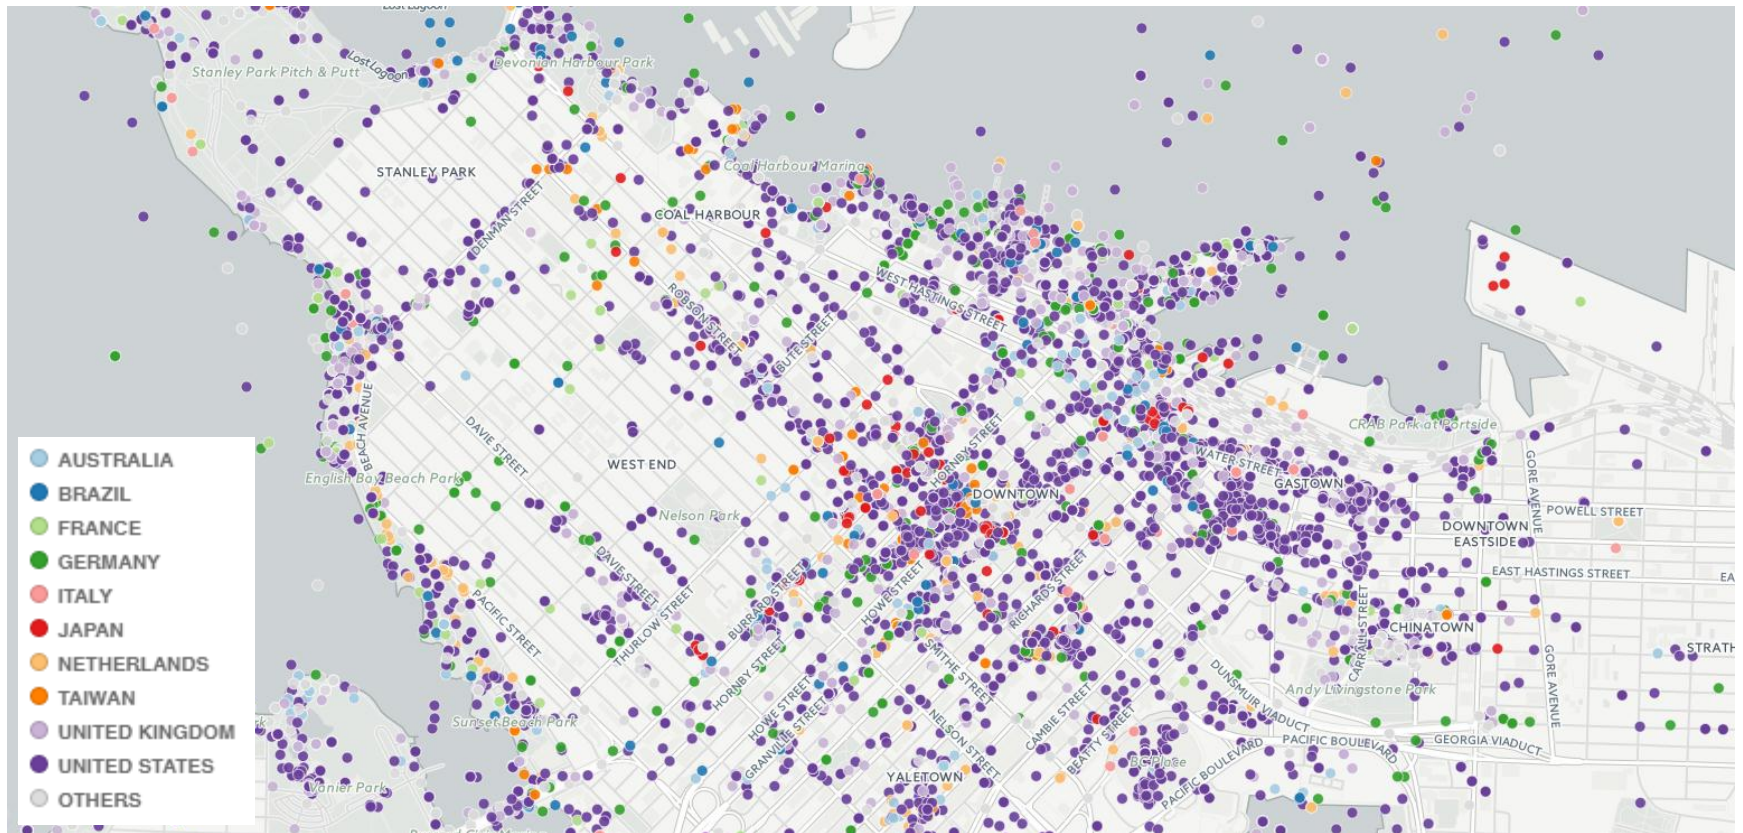 Lost Lagoon
Stanley Park Pitch & Putt
Lost Lagoon
Devonian Harbour Park
STANLEY PARK
Coal Harbour Marina
DENMAN STREET
COAL HARBOUR
WEST HASTINGS STREET
ROBSON STREET
BUTE STREET
BEACH AVENUE
DAVIE STREET
CRAB Park at Portside
HORNBY STREET
WATER STREET
WEST END
GASTOWN
English Bay Beach Park
DOWNTOWN
GORE AVENUE
POWELL STREET
Nelson Park
DOWNTOWN
EASTSIDE
DAVIE STREET
EAST HASTINGS STREET
EA
PACIFIC STREET
THURLOW STREET
BURRARD STREET
HOWE STREET
RICHARDS STREET
CARRALL STREET
CHINATOWN
STRATH
HORNBY STREET
SMITHE STREET
GORE AVENUE
DUNSMUIR VIADUCT
Andy Livingstone Park
rk
Sunset Beach Park
HOWE STREET
GRANVILLE STREET
NELSON STREET
CAMBIE STREET
BEATTY STREET
PACIFIC BOULEVARD
PACIFIC BOULEVARD
GEORGIA VIADUCT
BC Place
YALETOWN
Vanier Park
AUSTRALIA
BRAZIL
FRANCE
GERMANY
ITALY
JAPAN
NETHERLANDS
TAIWAN
UNITED KINGDOM
UNITED STATES
OTHERS